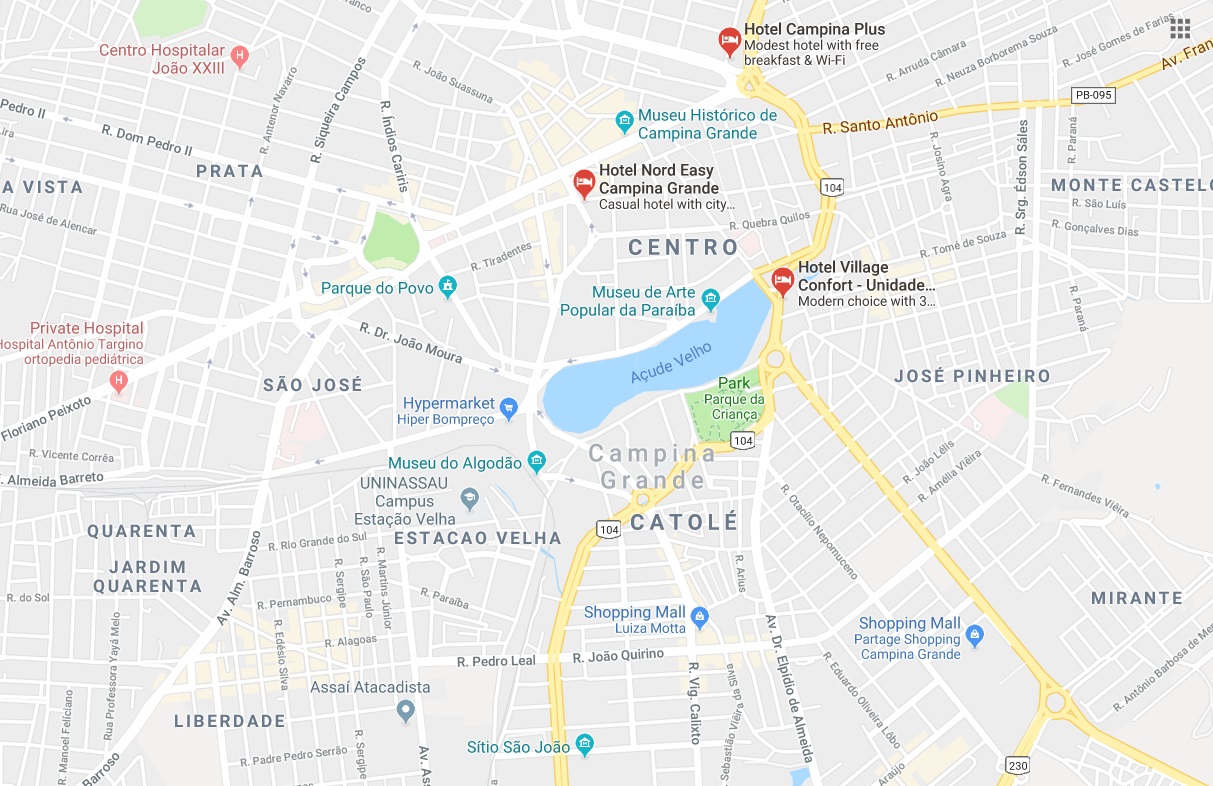 Hotel Campina Plus
Modest hotel with free
breakfast & Wi-Fi
Centro Hospitalar
João XXIII
R. João Suassuna
R. Arruda Câmara
R. Neuza Borborema Souza
R. José Gomes de Farias
Av. Fran
PB-095
Pedro II
R. Dom Pedro II
R. Antenor Navarro
R. Siqueira Campos
R. Índios Cariris
Museu Histórico de
Campina Grande
R. Santo Antônio
PRATA
A VISTA
Hotel Nord Easy
Campina Grande
Casual hotel with city...
104
R. Josino Agra
R. Srg. Edson Sáles
R. Paraná
MONTE CASTELO
R. São Luís
R. Gonçalves Dias
Rua José de Alencar
R. Quebra Quilos
CENTRO
R. Tomé de Souza
R. Tiradentes
Parque do Povo
Hotel Village
Confort - Unidade...
Modern choice with 3...
Museu de Arte
Popular da Paraíba
R. Paraná
Private Hospital
Hospital Antônio Targino
ortopedia pediátrica
R. Dr. João Moura
Açude Velho
SÃO JOSÉ
JOSÉ PINHEIRO
Park
Parque da
Criança
Hypermarket
Hiper Bompreço
Floriano Peixoto
104
R. Vicente Corrêa
Campina
Grande
R. João Lélis
R. Amélia Viêira
Museu do Algodão
. Almeida Barreto
UNINASSAU
Campus
Estação Velha
R. Fernandes Viêira
R. Otacílio Nepomuceno
104
CATOLÉ
QUARENTA
R. Rio Grande do Sul
ESTACAO VELHA
JARDIM
QUARENTA
Av. Alm. Barroso
R. Sergipe
R. São Paulo
R. Martins Júnior
R. Arius
R. do Sol
R. Pernambuco
R. Paraíba
MIRANTE
Rua Professora Yayá Melo
R. Edésio Silva
R. Alagoas
Shopping Mall
Luiza Motta
Shopping Mall
Partage Shopping
Campina Grande
Av. Dr. Elpídio de Almeida
R. Pedro Leal
R. João Quirino
R. Antônio Barbosa de Me
R. Vig. Calixto
Sebastião Viêira da Silva
R. Eduardo Oliveira Lôbo
Assaí Atacadista
R. Manoel Feliciano
LIBERDADE
R. Sergipe
R. Padre Pedro Serrão
Av. Ass
Sítio São João
Araújo
230
Barroso